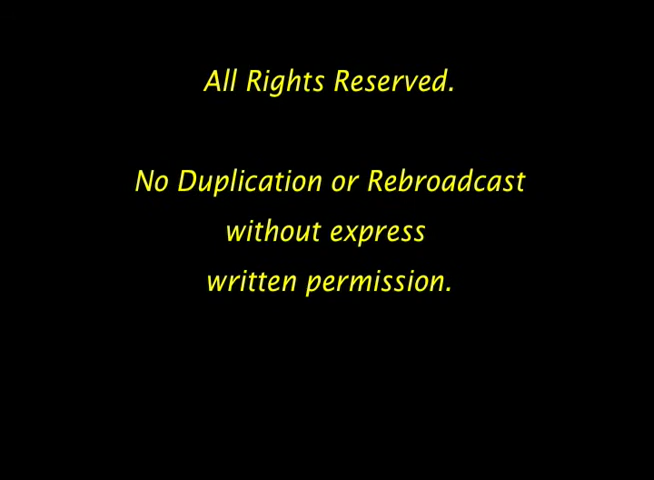 All Rights Reserved.
No Duplication or Rebroadcast
without express
written permission.